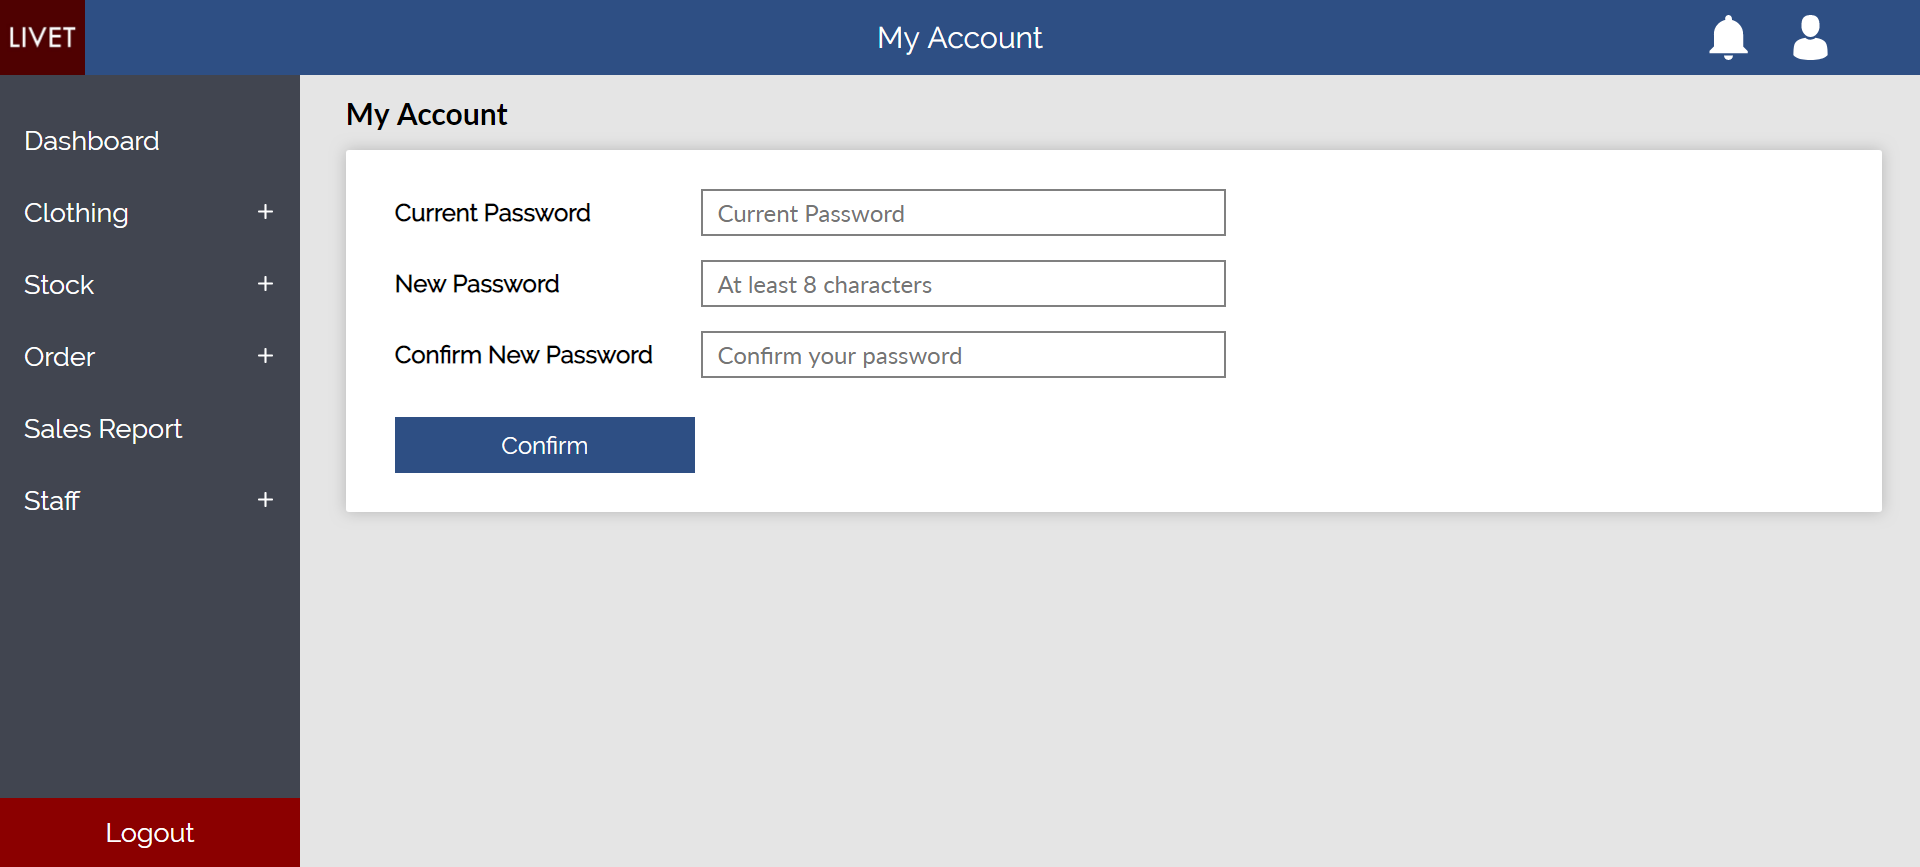 LIVET
My Account
Dashboard
Clothing +
Stock +
Order +
Sales Report
Staff +
Logout
My Account
Current Password Current Password
New Password At least 8 characters
Confirm New Password Confirm your password
Confirm